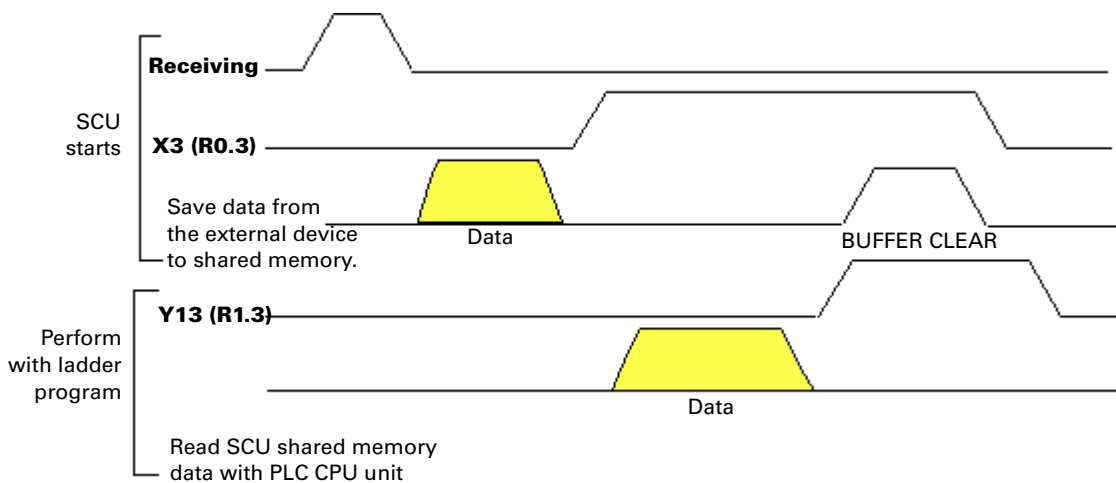 Receiving
SCU
starts
X3 (R0.3)
Save data from
the external device
to shared memory.
Data
BUFFER CLEAR
Y13 (R1.3)
Perform
with ladder
program
Data
Read SCU shared memory
data with PLC CPU unit